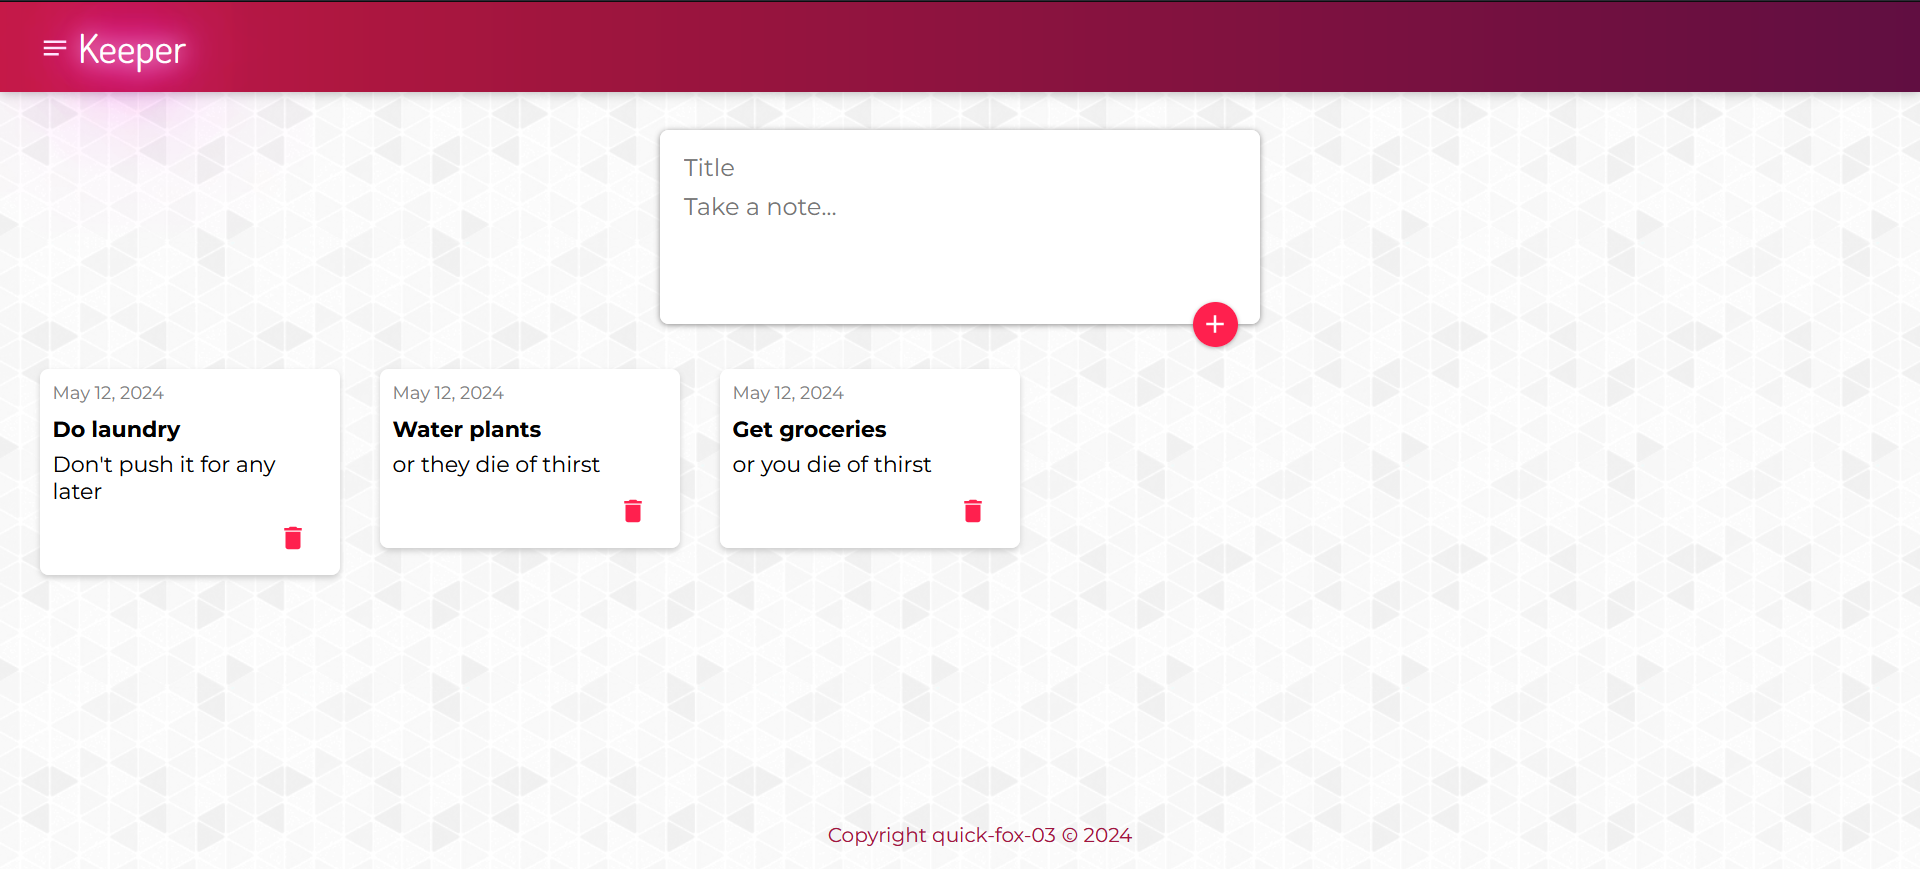 Keeper
Title
Take a note...
May 12, 2024
Do laundry
Don't push it for any
later
May 12, 2024
Water plants
or they die of thirst
May 12, 2024
Get groceries
or you die of thirst
Copyright quick-fox-03 © 2024